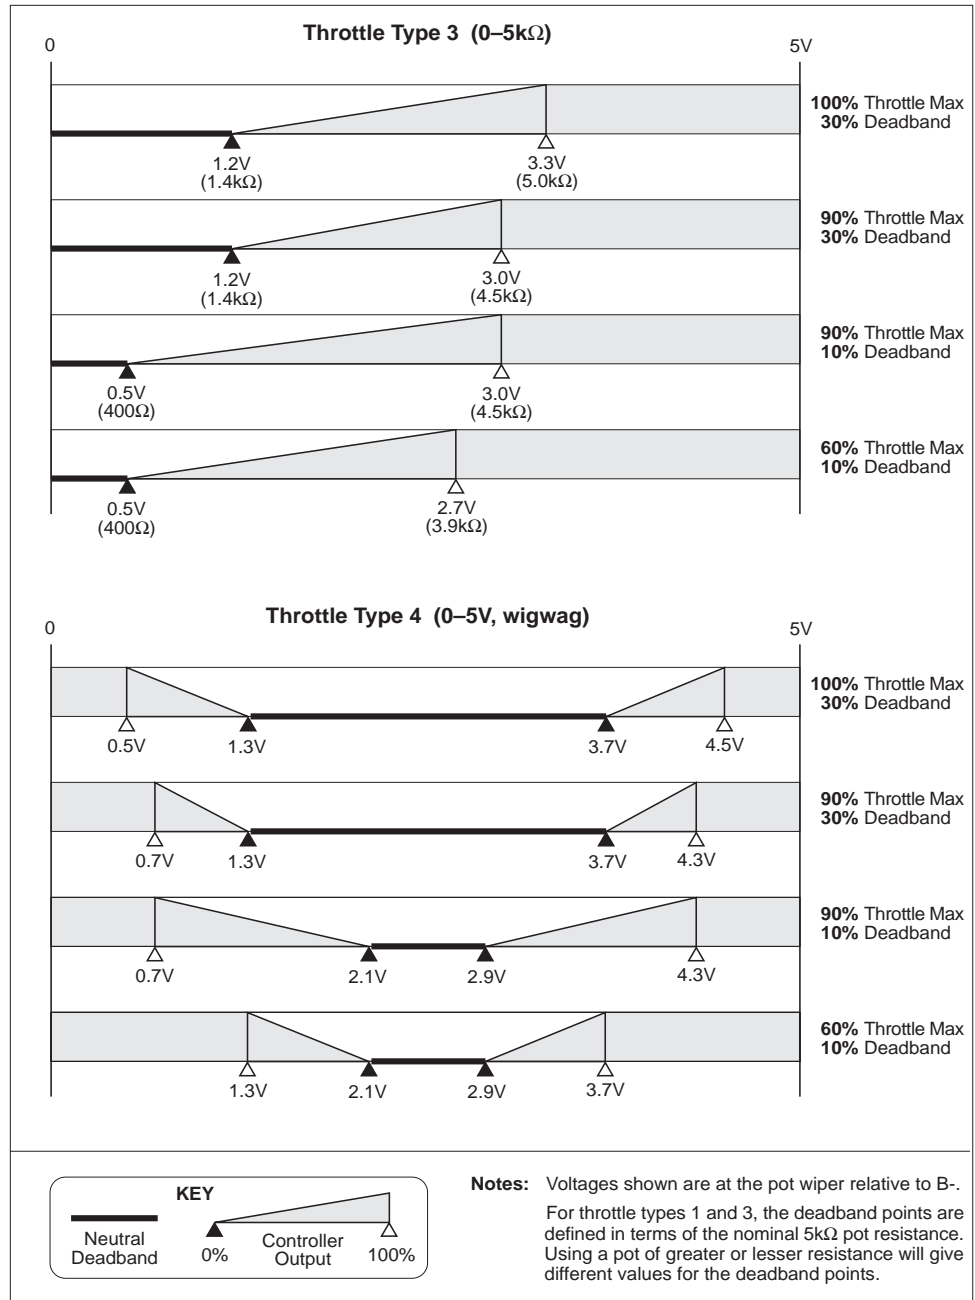 Throttle Type 3 (0–5kΩ)
0
5V
100% Throttle Max
30% Deadband
1.2V
(1.4kΩ)
3.3V
(5.0kΩ)
90% Throttle Max
30% Deadband
1.2V
(1.4kΩ)
3.0V
(4.5kΩ)
90% Throttle Max
10% Deadband
0.5V
(400Ω)
3.0V
(4.5kΩ)
60% Throttle Max
10% Deadband
0.5V
(400Ω)
2.7V
(3.9kΩ)
Throttle Type 4 (0–5V, wigwag)
0
5V
100% Throttle Max
30% Deadband
0.5V
1.3V
3.7V
4.5V
90% Throttle Max
30% Deadband
0.7V
1.3V
3.7V
4.3V
90% Throttle Max
10% Deadband
0.7V
2.1V
2.9V
4.3V
60% Throttle Max
10% Deadband
1.3V
2.1V
2.9V
3.7V
KEY
Neutral
Deadband
0%
Controller
Output
100%
Notes: Voltages shown are at the pot wiper relative to B-.
For throttle types 1 and 3, the deadband points are
defined in terms of the nominal 5kΩ pot resistance.
Using a pot of greater or lesser resistance will give
different values for the deadband points.